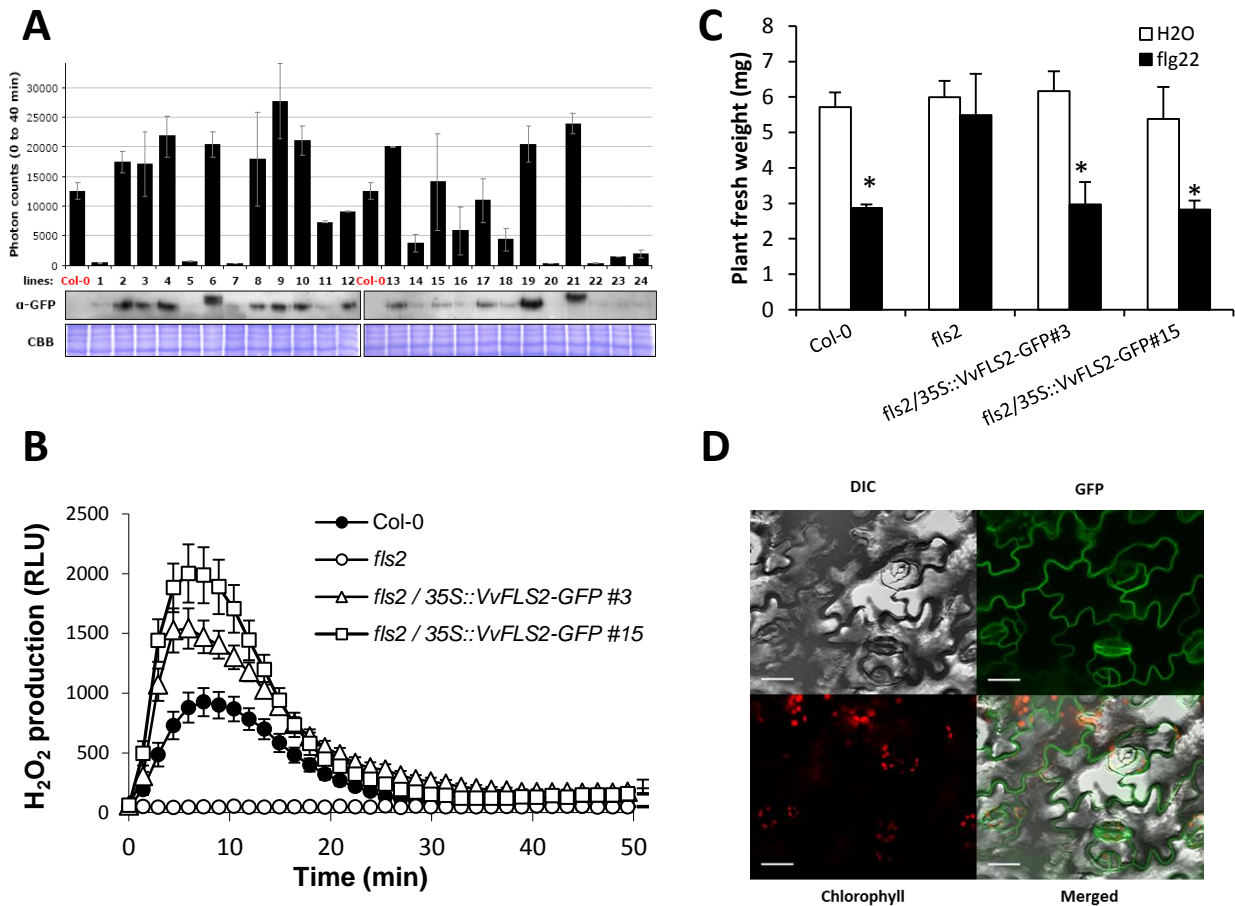 A
Photon counts (0 to 40 min)
30000
25000
20000
15000
10000
5000
0
lines: Col-0 1 2 3 4 5 6 7 8 9 10 11 12 Col-0 13 14 15 16 17 18 19 20 21 22 23 24
α-GFP
CBB
B
H2O2 production (RLU)
2500
2000
1500
1000
500
0
0 10 20 30 40 50
Time (min)
Col-0
fls2
fls2 / 35S::VvFLS2-GFP #3
fls2 / 35S::VvFLS2-GFP #15
C
Plant fresh weight (mg)
8
7
6
5
4
3
2
1
0
H2O
flg22
* * *
Col-0
fls2
fls2/35S::VvFLS2-GFP#3
fls2/35S::VvFLS2-GFP#15
D
DIC GFP
Chlorophyll Merged